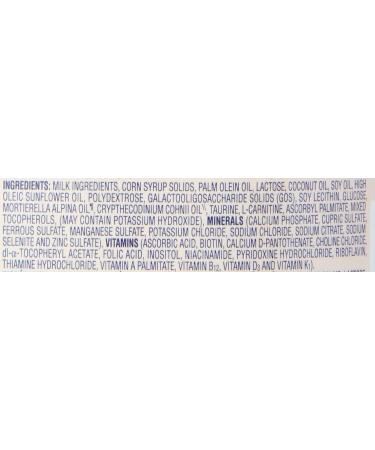 INGREDIENTS: MILK INGREDIENTS, CORN SYRUP SOLIDS, PALM OLEIN OIL, LACTOSE, COCONUT OIL, SOY OIL, HIGH
OLEIC SUNFLOWER OIL, POLYDEXTROSE, GALACTOOLIGOSACCHARIDE SOLIDS (GOS), SOY LECITHIN, GLUCOSE,
MORTIERELLA ALPINA OIL¶, CRYPTHECODINIUM COHNII OIL, TAURINE, L-CARNITINE, ASCORBYL PALMITATE, MIXED
TOCOPHEROLS, (MAY CONTAIN POTASSIUM HYDROXIDE), MINERALS (CALCIUM PHOSPHATE, CUPRIC SULFATE,
FERROUS SULFATE, MANGANESE SULFATE, POTASSIUM CHLORIDE, SODIUM CHLORIDE, SODIUM CITRATE, SODIUM
SELENITE AND ZINC SULFATE), VITAMINS (ASCORBIC ACID, BIOTIN, CALCIUM D-PANTOTHENATE, CHOLINE CHLORIDE,
dl-α-TOCOPHERYL ACETATE, FOLIC ACID, INOSITOL, NIACINAMIDE, PYRIDOXINE HYDROCHLORIDE, RIBOFLAVIN,
THIAMINE HYDROCHLORIDE, VITAMIN A PALMITATE, VITAMIN B12, VITAMIN D3 AND VITAMIN K1).